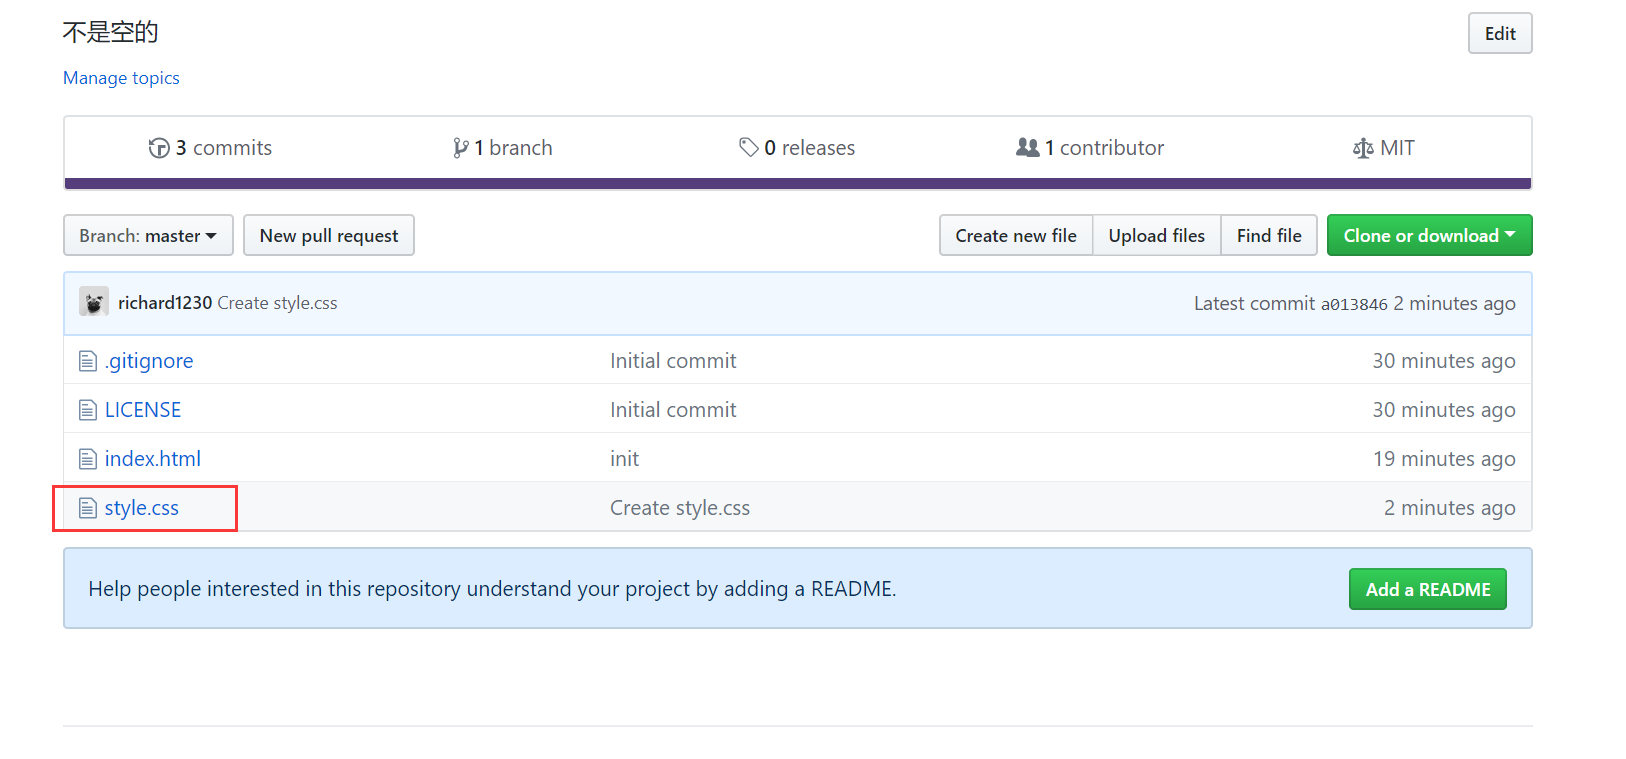 不是空的
Edit
Manage topics
3 commits 1 branch 0 releases 1 contributor MIT
Branch: master New pull request Create new file Upload files Find file Clone or download
richard1230 Create style.css Latest commit a013846 2 minutes ago
.gitignore Initial commit 30 minutes ago
LICENSE Initial commit 30 minutes ago
index.html init 19 minutes ago
style.css Create style.css 2 minutes ago
Help people interested in this repository understand your project by adding a README. Add a README